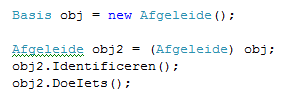 Basis obj = new Afgeleide();
Afgeleide obj2 = (Afgeleide) obj;
obj2.Identificeren();
obj2.DoeIets();